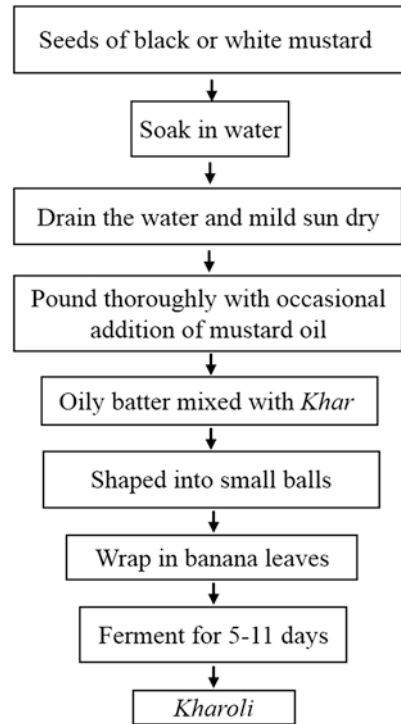 Seeds of black or white mustard
Soak in water
Drain the water and mild sun dry
Pound thoroughly with occasional
addition of mustard oil
Oily batter mixed with Khar
Shaped into small balls
Wrap in banana leaves
Ferment for 5-11 days
Kharoli